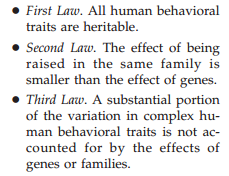 • First Law. All human behavioral
traits are heritable.
• Second Law. The effect of being
raised in the same family is
smaller than the effect of genes.
• Third Law. A substantial portion
of the variation in complex hu-
man behavioral traits is not ac-
counted for by the effects of
genes or families.